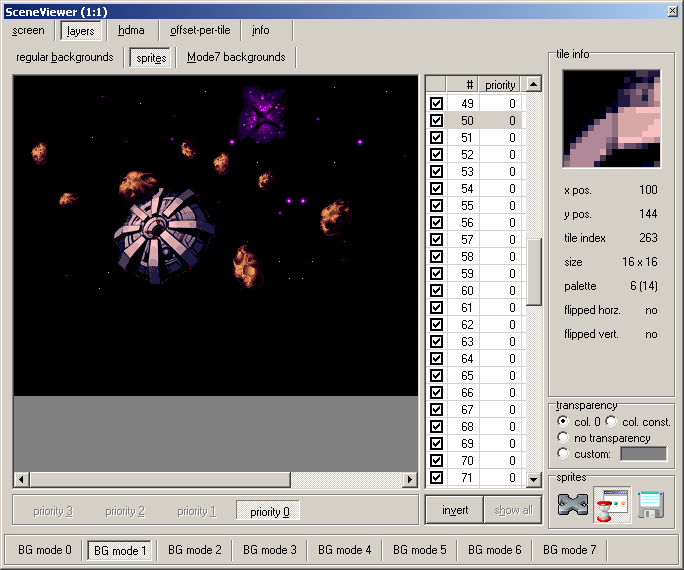 SceneViewer (1:1)
screen layers hdma offset-per-tile info
regular backgrounds sprites Mode7 backgrounds
# priority
49 0
50 0
51 0
52 0
53 0
54 0
55 0
56 0
57 0
58 0
59 0
60 0
61 0
62 0
63 0
64 0
65 0
66 0
67 0
68 0
69 0
70 0
71 0
tile info
x pos. 100
y pos. 144
tile index 263
size 16 x 16
palette 6 (14)
flipped horz. no
flipped vert. no
transparency
col. 0 col. const.
no transparency
custom:
sprites
priority 3 priority 2 priority 1 priority 0
invert show all
BG mode 0 BG mode 1 BG mode 2 BG mode 3 BG mode 4 BG mode 5 BG mode 6 BG mode 7